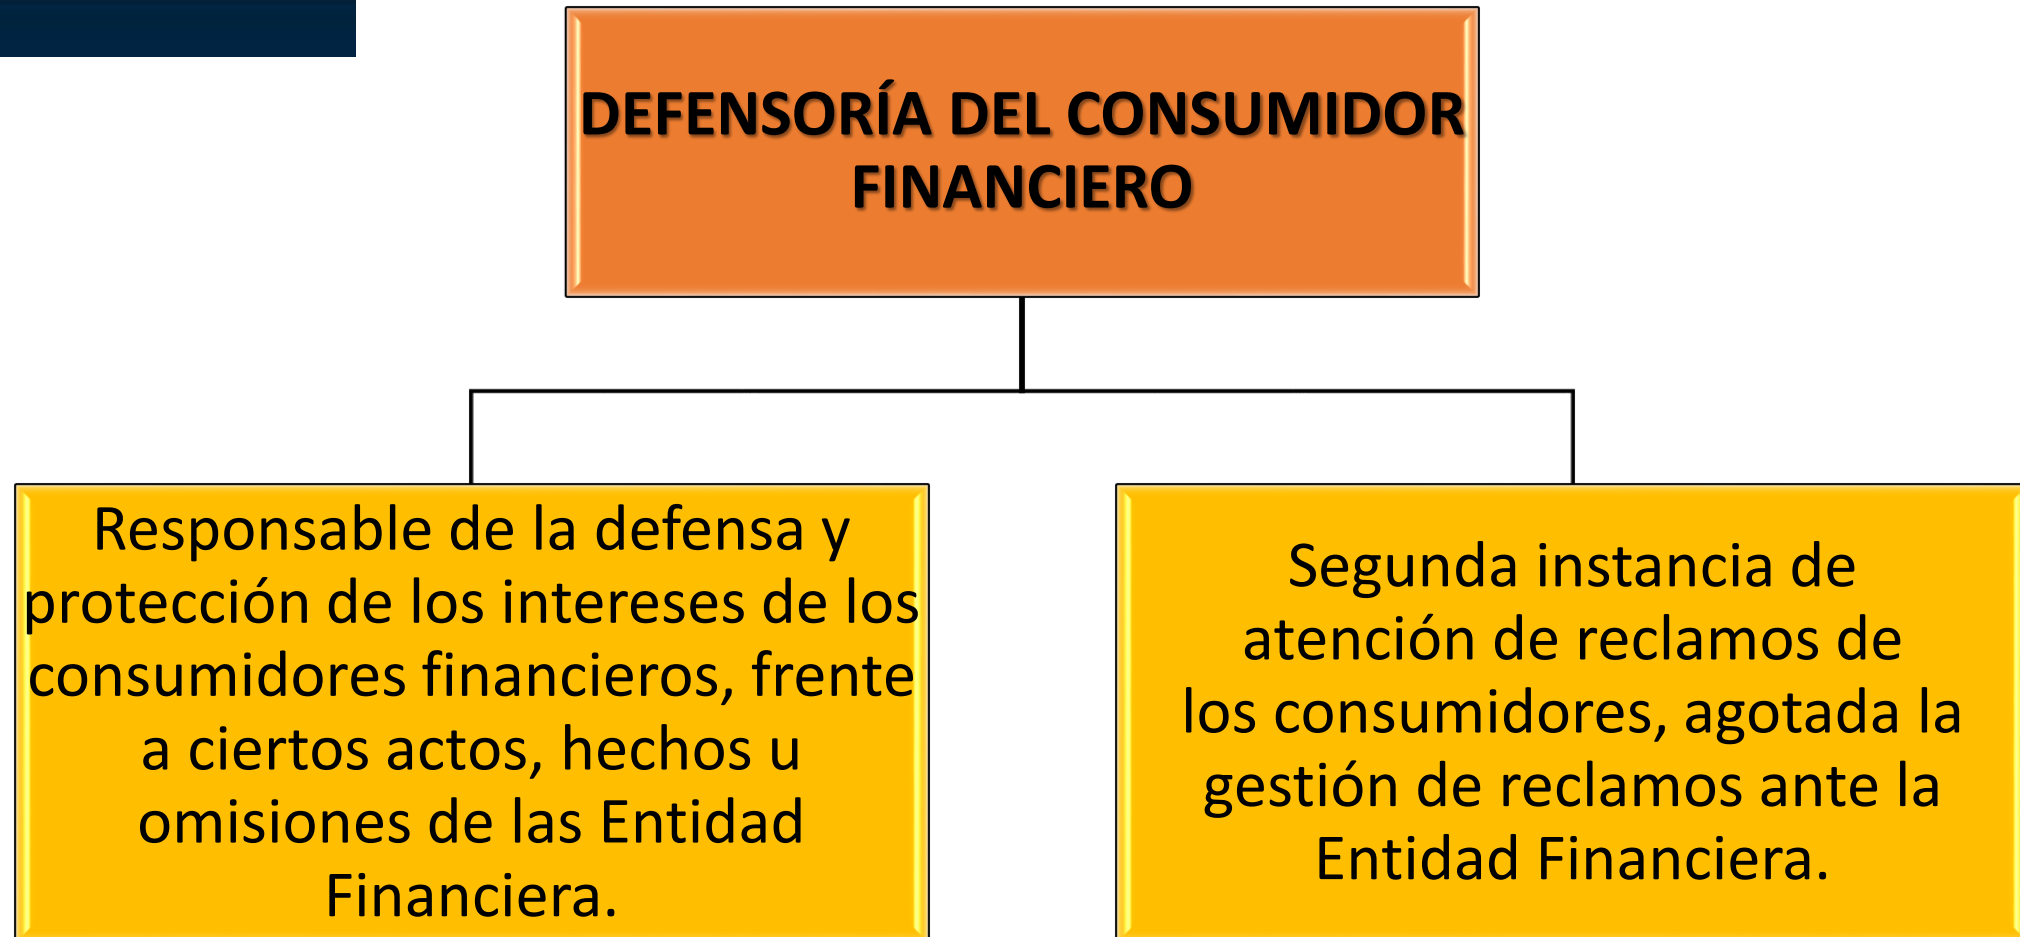 DEFENSORÍA DEL CONSUMIDOR
FINANCIERO
Responsable de la defensa y
protección de los intereses de los
consumidores financieros, frente
a ciertos actos, hechos u
omisiones de las Entidad
Financiera.
Segunda instancia de
atención de reclamos de
los consumidores, agotada la
gestión de reclamos ante la
Entidad Financiera.